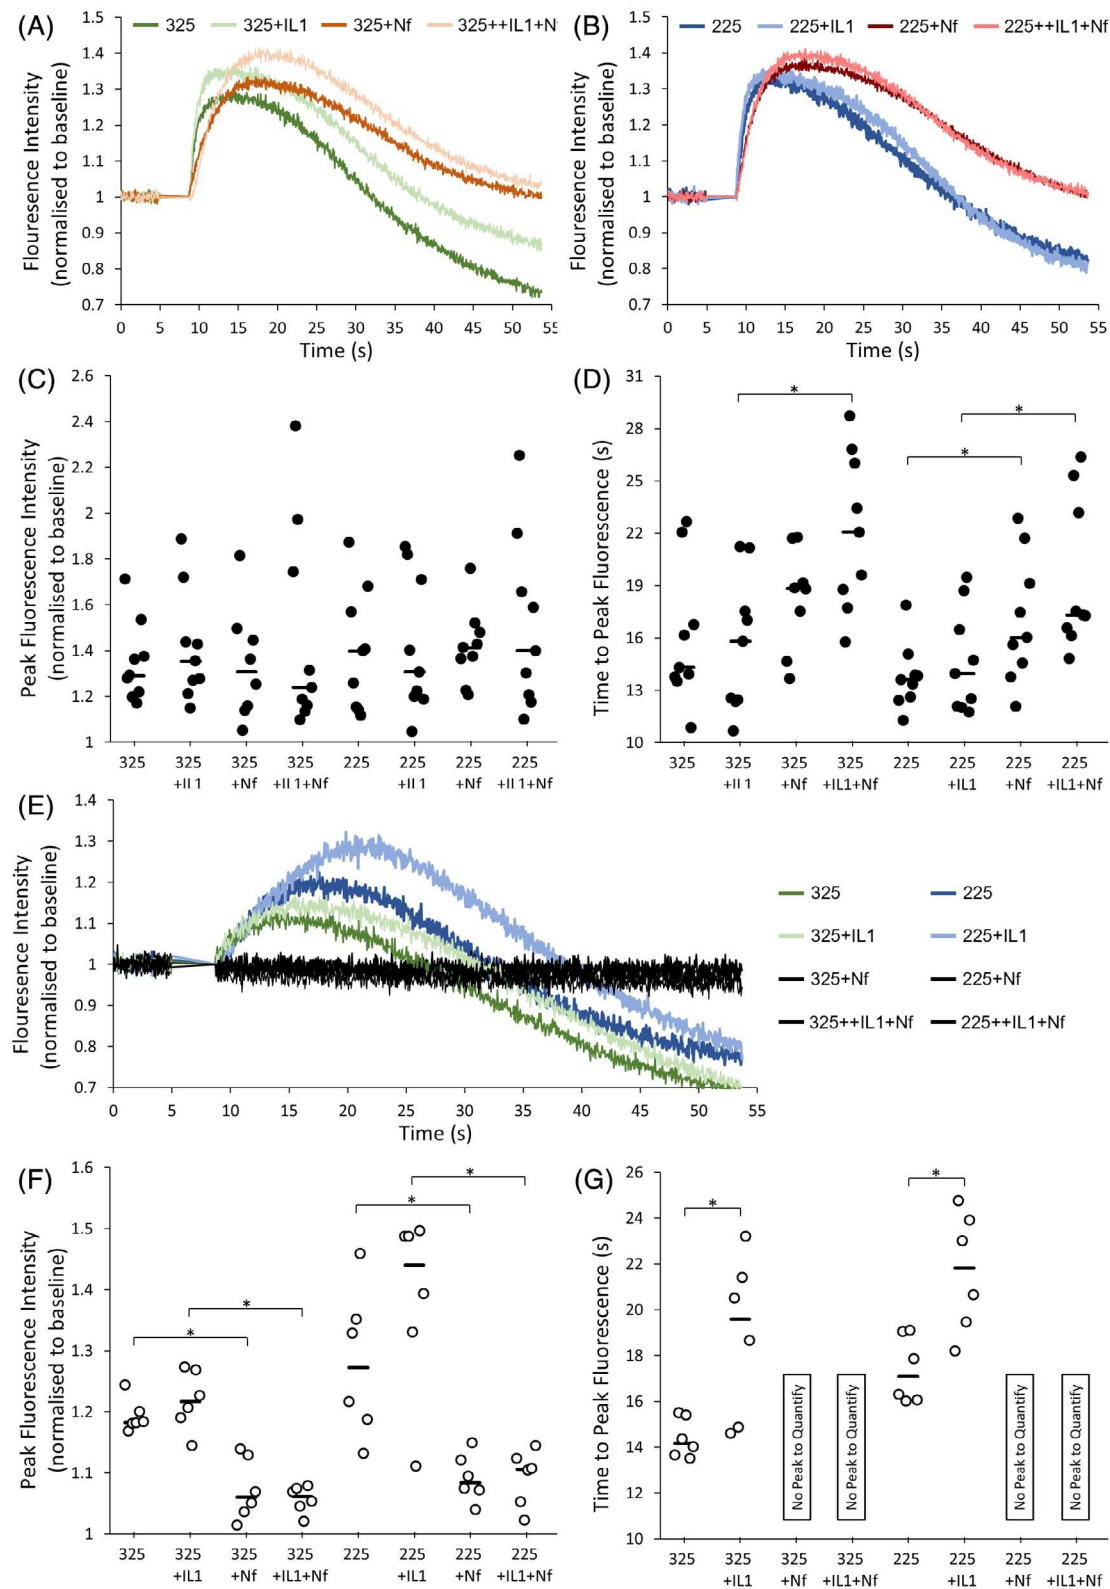 (A)
325 325+IL1 325+Nf 325++IL1+N
Flouresence Intensity
(normalised to baseline)
1.5
1.4
1.3
1.2
1.1
1
0.9
0.8
0.7
0 5 10 15 20 25 30 35 40 45 50 55
Time (s)
(B)
225 225+IL1 225+Nf 225++IL1+Nf
Flouresence Intensity
(normalised to baseline)
1.5
1.4
1.3
1.2
1.1
1
0.9
0.8
0.7
0 5 10 15 20 25 30 35 40 45 50 55
Time (s)
(C)
Peak Fluorescence Intensity
(normalised to baseline)
2.6
2.4
2.2
2
1.8
1.6
1.4
1.2
1
325 325 325 325 225 225 225 225
+IL1 +Nf +IL1+Nf +IL1 +Nf +IL1+Nf
(D)
Time to Peak Fluorescence (s)
31
28
25
22
19
16
13
10
* * *
325 325 325 325 225 225 225 225
+IL1 +Nf +IL1+Nf +IL1 +Nf +IL1+Nf
(E)
Flouresence Intensity
(normalised to baseline)
1.4
1.3
1.2
1.1
1
0.9
0.8
0.7
0 5 10 15 20 25 30 35 40 45 50 55
Time (s)
325 225
325+IL1 225+IL1
325+Nf 225+Nf
325++IL1+Nf 225++IL1+Nf
(F)
Peak Fluorescence Intensity
(normalised to baseline)
1.6
1.5
1.4
1.3
1.2
1.1
1
* * * *
325 325 325 325 225 225 225 225
+IL1 +Nf +IL1+Nf +IL1 +Nf +IL1+Nf
(G)
Time to Peak Fluorescence (s)
26
24
22
20
18
16
14
12
10
* *
No Peak to Quantify
No Peak to Quantify
No Peak to Quantify
No Peak to Quantify
325 325 325 325 225 225 225 225
+IL1 +Nf +IL1+Nf +IL1 +Nf +IL1+Nf